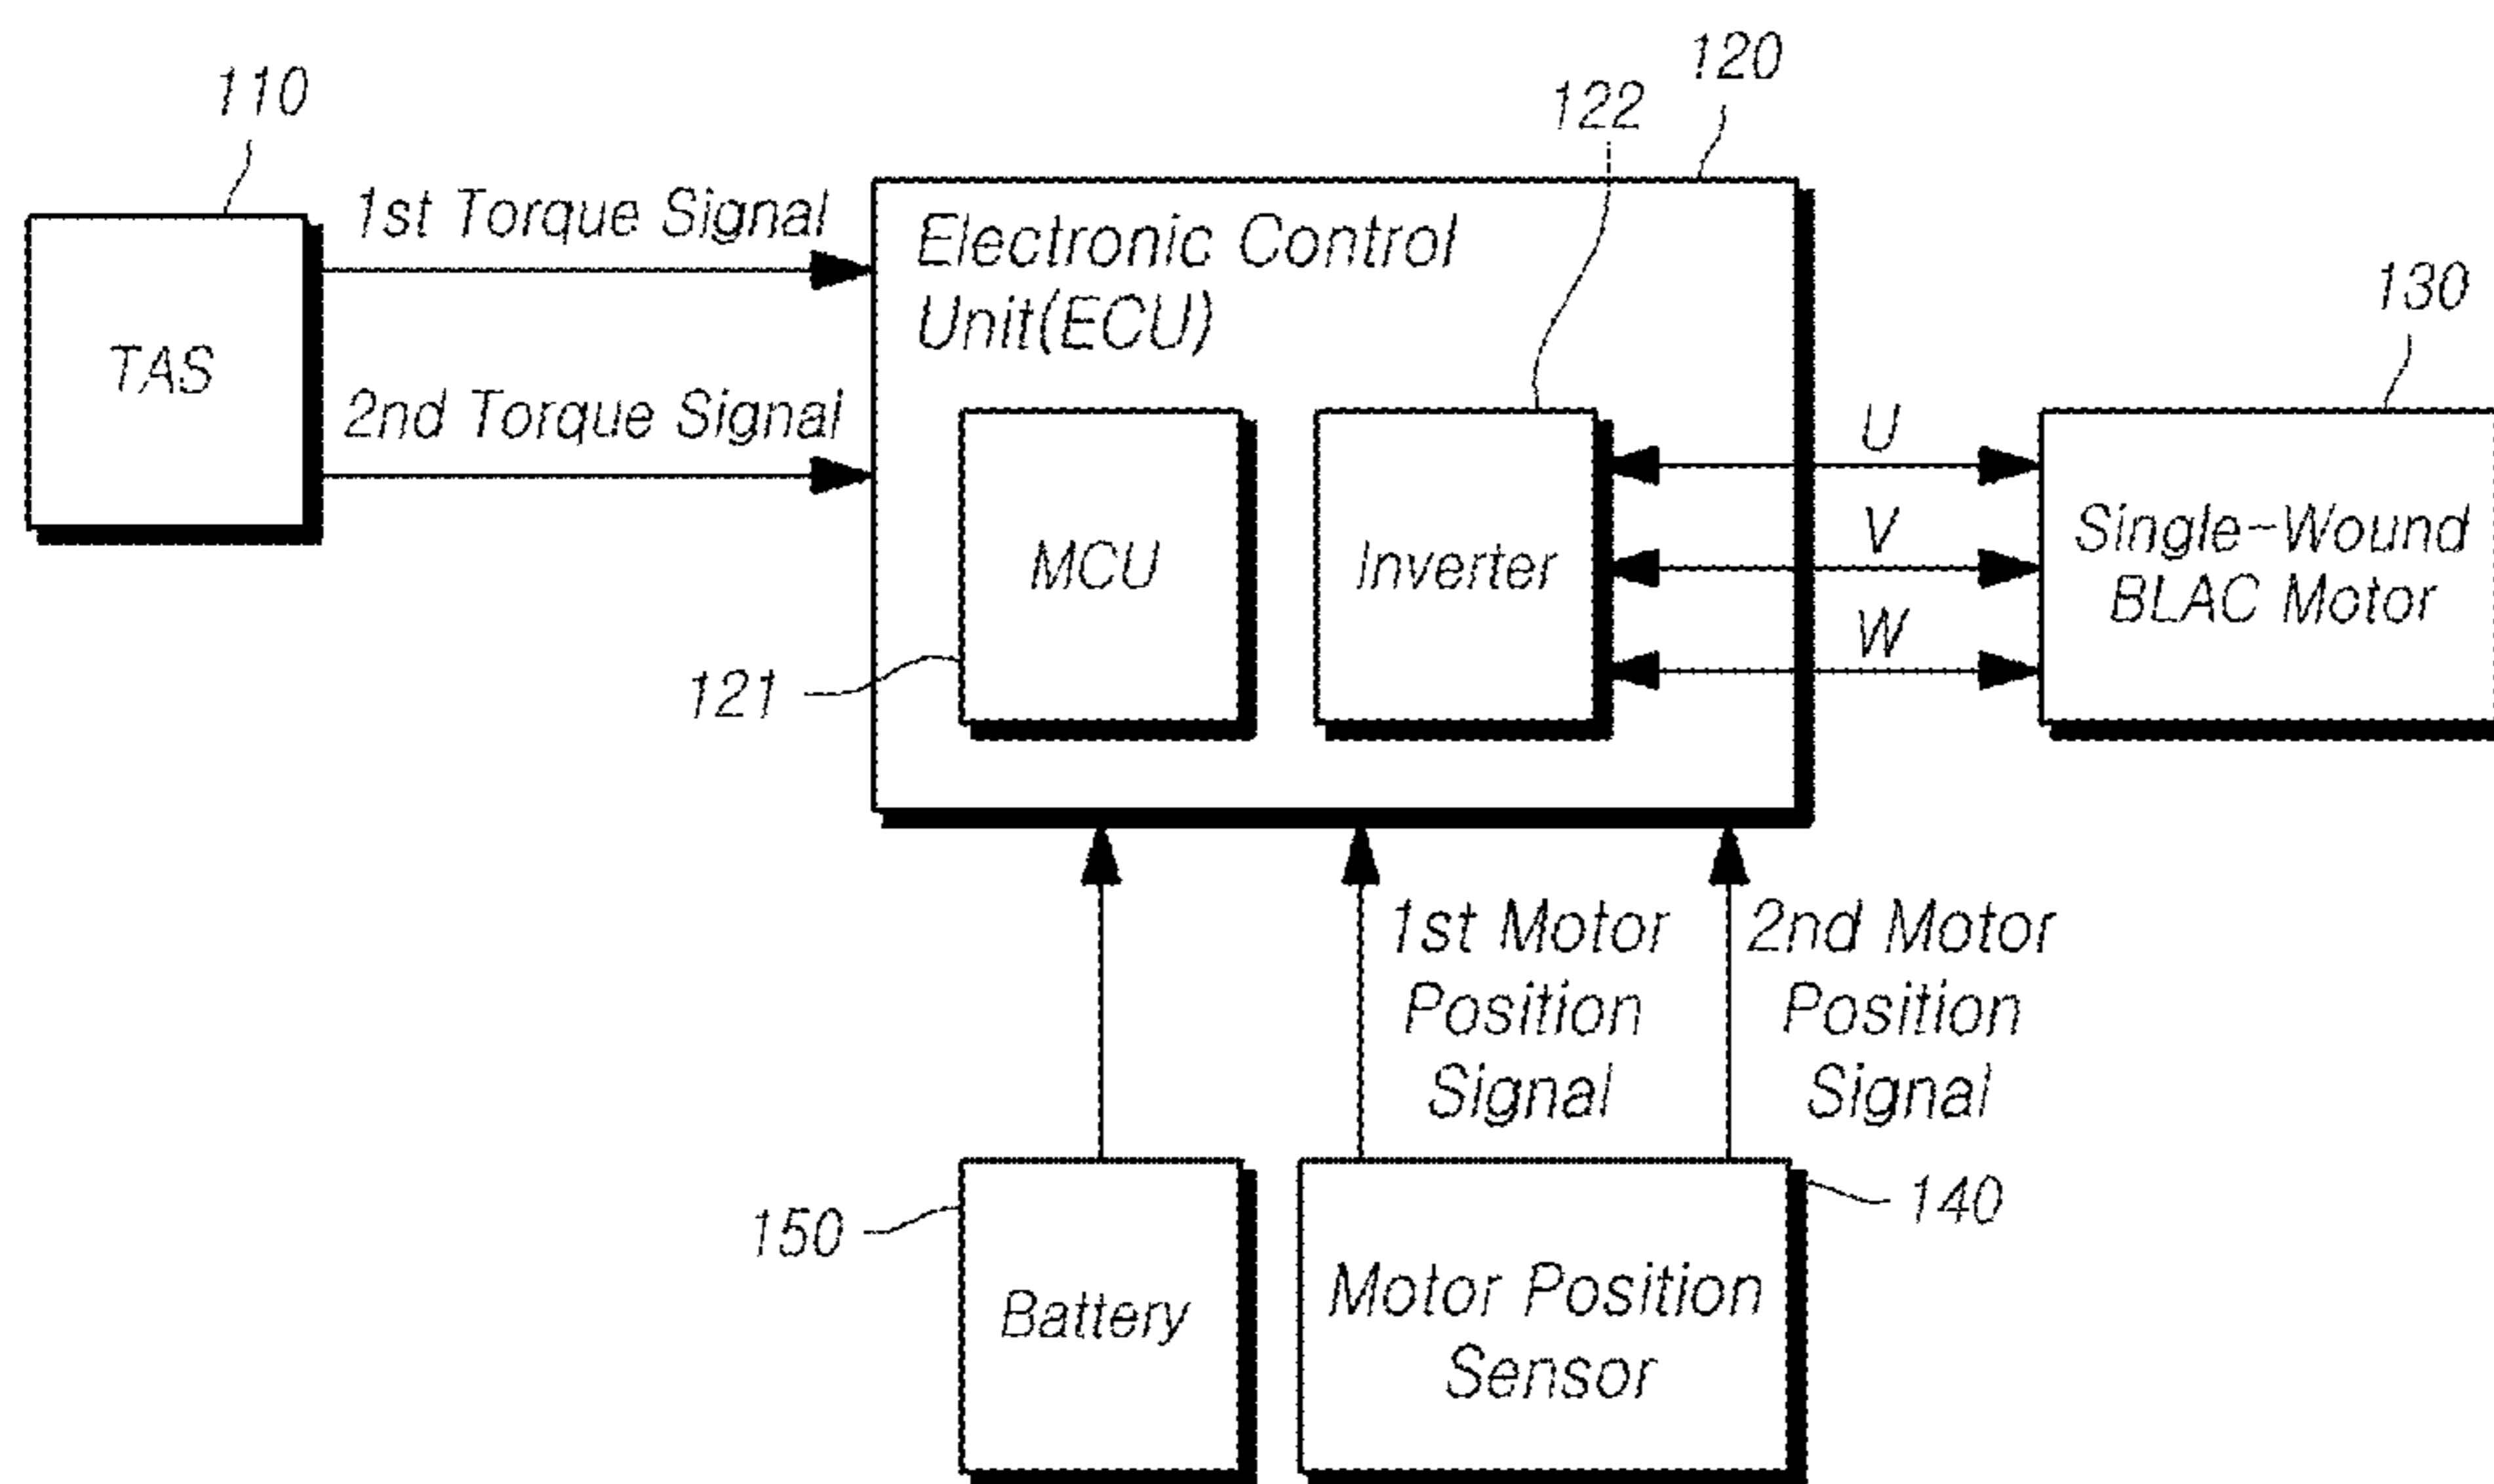 110
120
122
1st Torque Signal
Electronic Control
Unit(ECU)
130
TAS
2nd Torque Signal
U
V
W
MCU
Inverter
Single-Wound
BLAC Motor
121
1st Motor
Position
Signal
2nd Motor
Position
Signal
150
140
Battery
Motor Position
Sensor